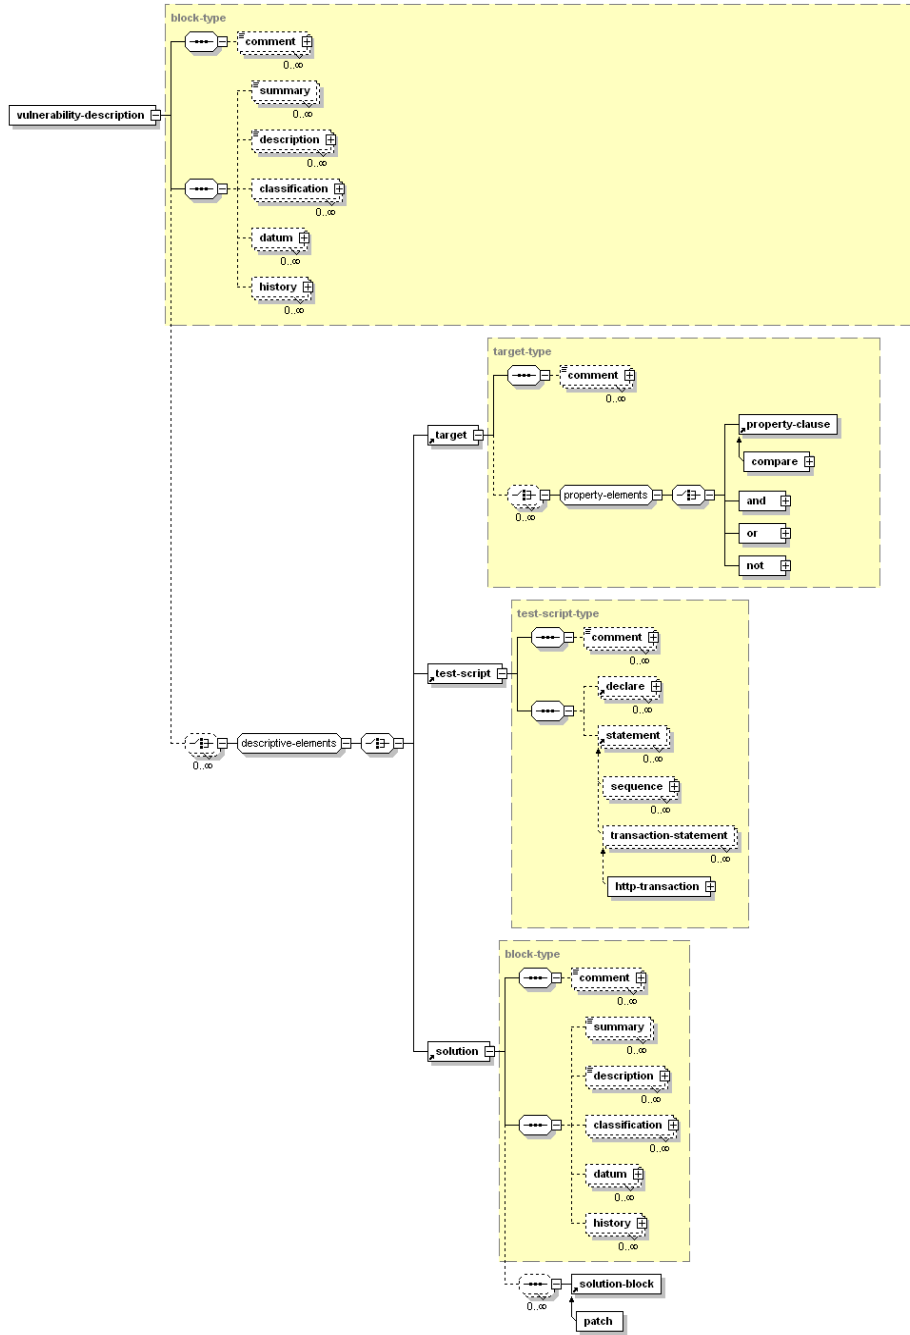 block-type
comment
0..∞
summary
0..∞
vulnerability-description
description
0..∞
classification
0..∞
datum
0..∞
history
0..∞
target-type
comment
0..∞
target
property-clause
compare
property-elements
0..∞
and
or
not
test-script-type
comment
0..∞
test-script
declare
0..∞
statement
0..∞
descriptive-elements
0..∞
sequence
0..∞
transaction-statement
0..∞
http-transaction
block-type
comment
0..∞
summary
0..∞
solution
description
0..∞
classification
0..∞
datum
0..∞
history
0..∞
solution-block
0..∞
patch